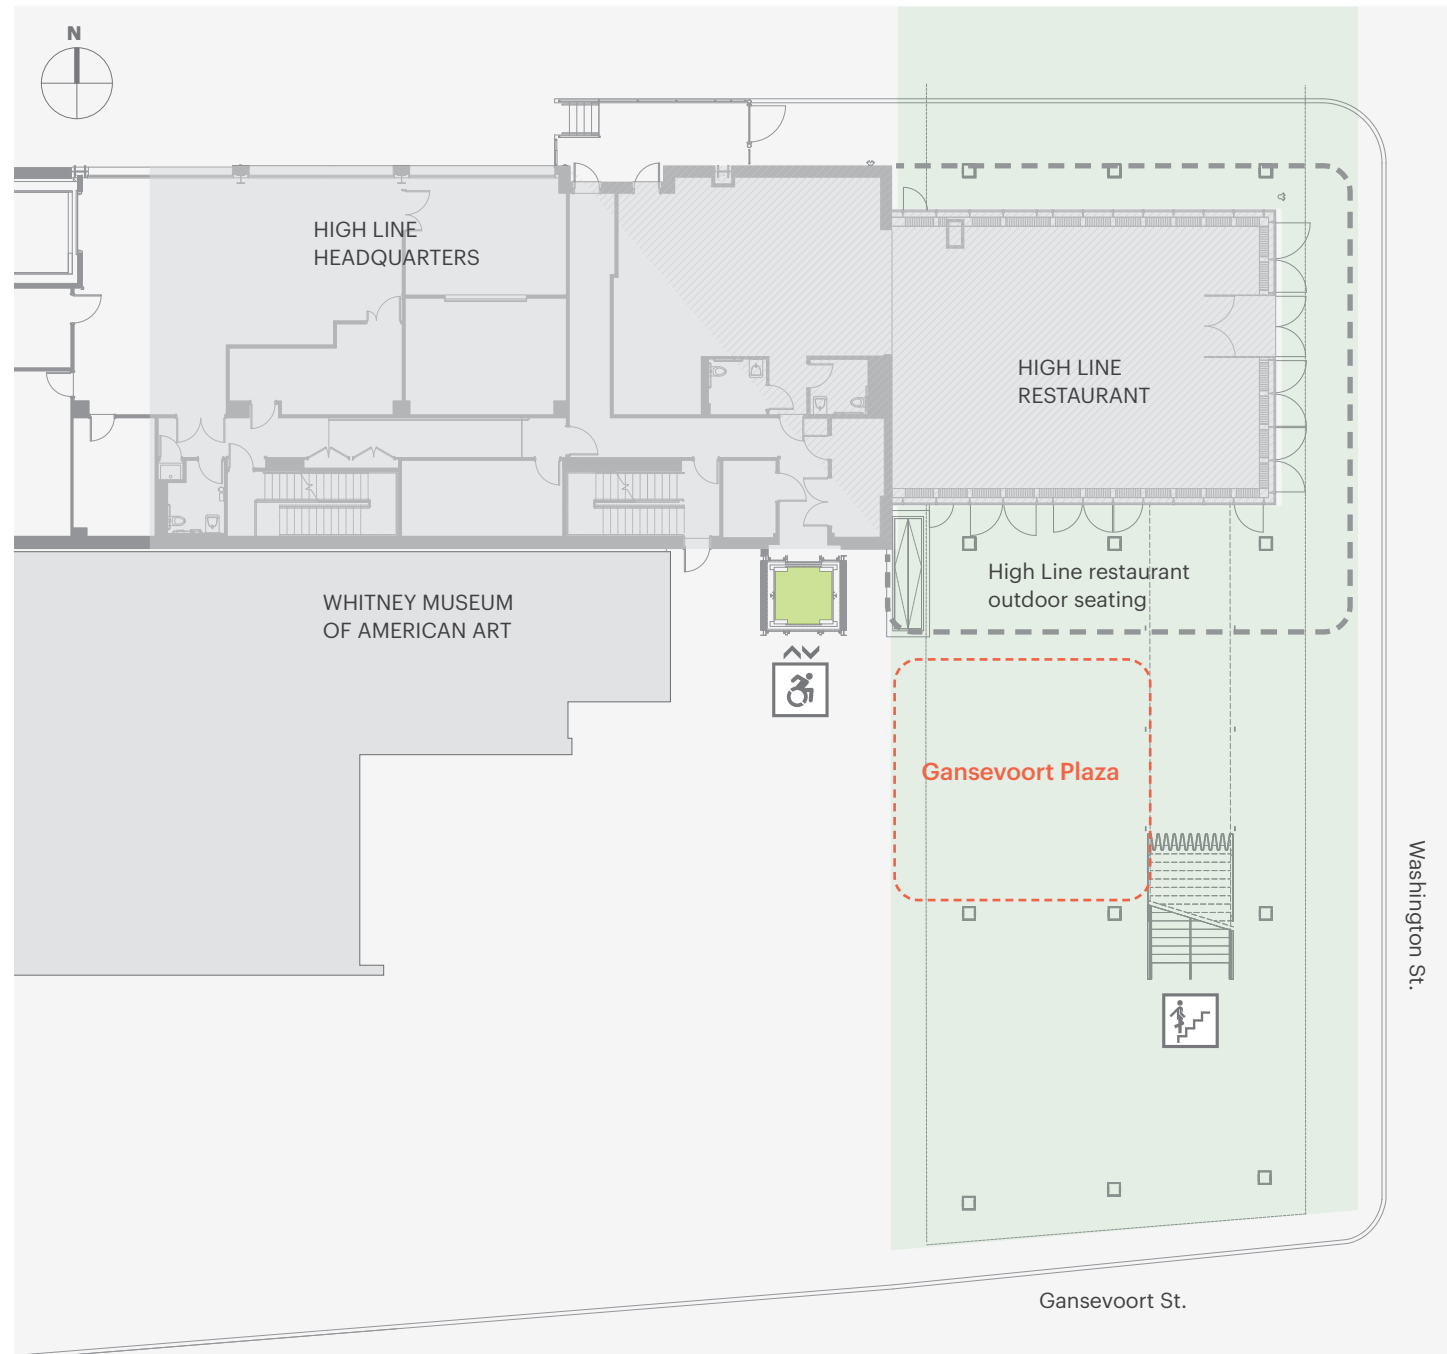 N
HIGH LINE
HEADQUARTERS
HIGH LINE
RESTAURANT
High Line restaurant
outdoor seating
WHITNEY MUSEUM
OF AMERICAN ART
Gansevoort Plaza
Washington St.
Gansevoort St.